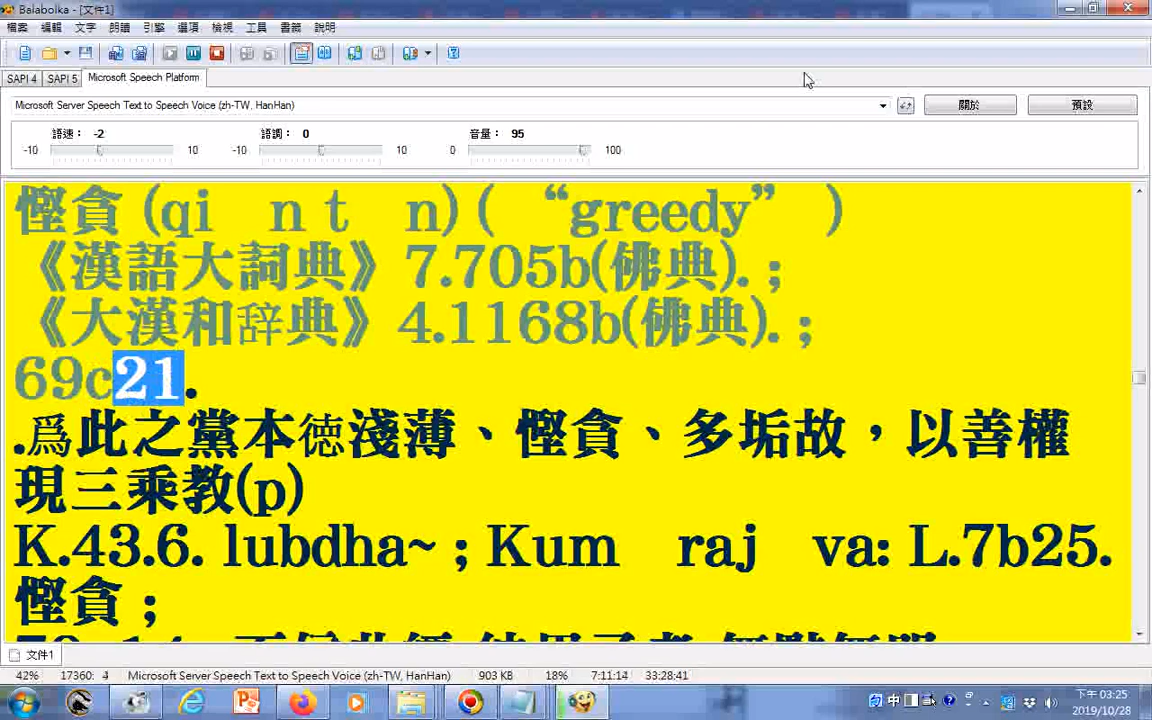 Balabolka - [文件1]
檔案 編輯 文字 朗讀 引擎 選項 檢視 工具 書籤 說明
SAPI 4 SAPI 5 Microsoft Speech Platform
Microsoft Server Speech Text to Speech Voice (zh-TW, HanHan) 關於 預設
語速： -2 語調： 0 音量： 95
-10 10 -10 10 0 100
慳貪 (qi n t n) ( “greedy” )
《漢語大詞典》 7.705b(佛典). ;
《大漢和辞典》 4.1168b(佛典). ;
69c21.
.爲此之黨本徳淺薄、慳貪、多垢故，以善權
現三乘教(p)
K.43.6. lubdha~ ; Kum raj va: L.7b25.
慳貪 ;
文件1
42% 17360: 4 Microsoft Server Speech Text to Speech Voice (zh-TW, HanHan) 903 KB 18% 7:11:14 33:28:41
中 下午 03:25
2019/10/28